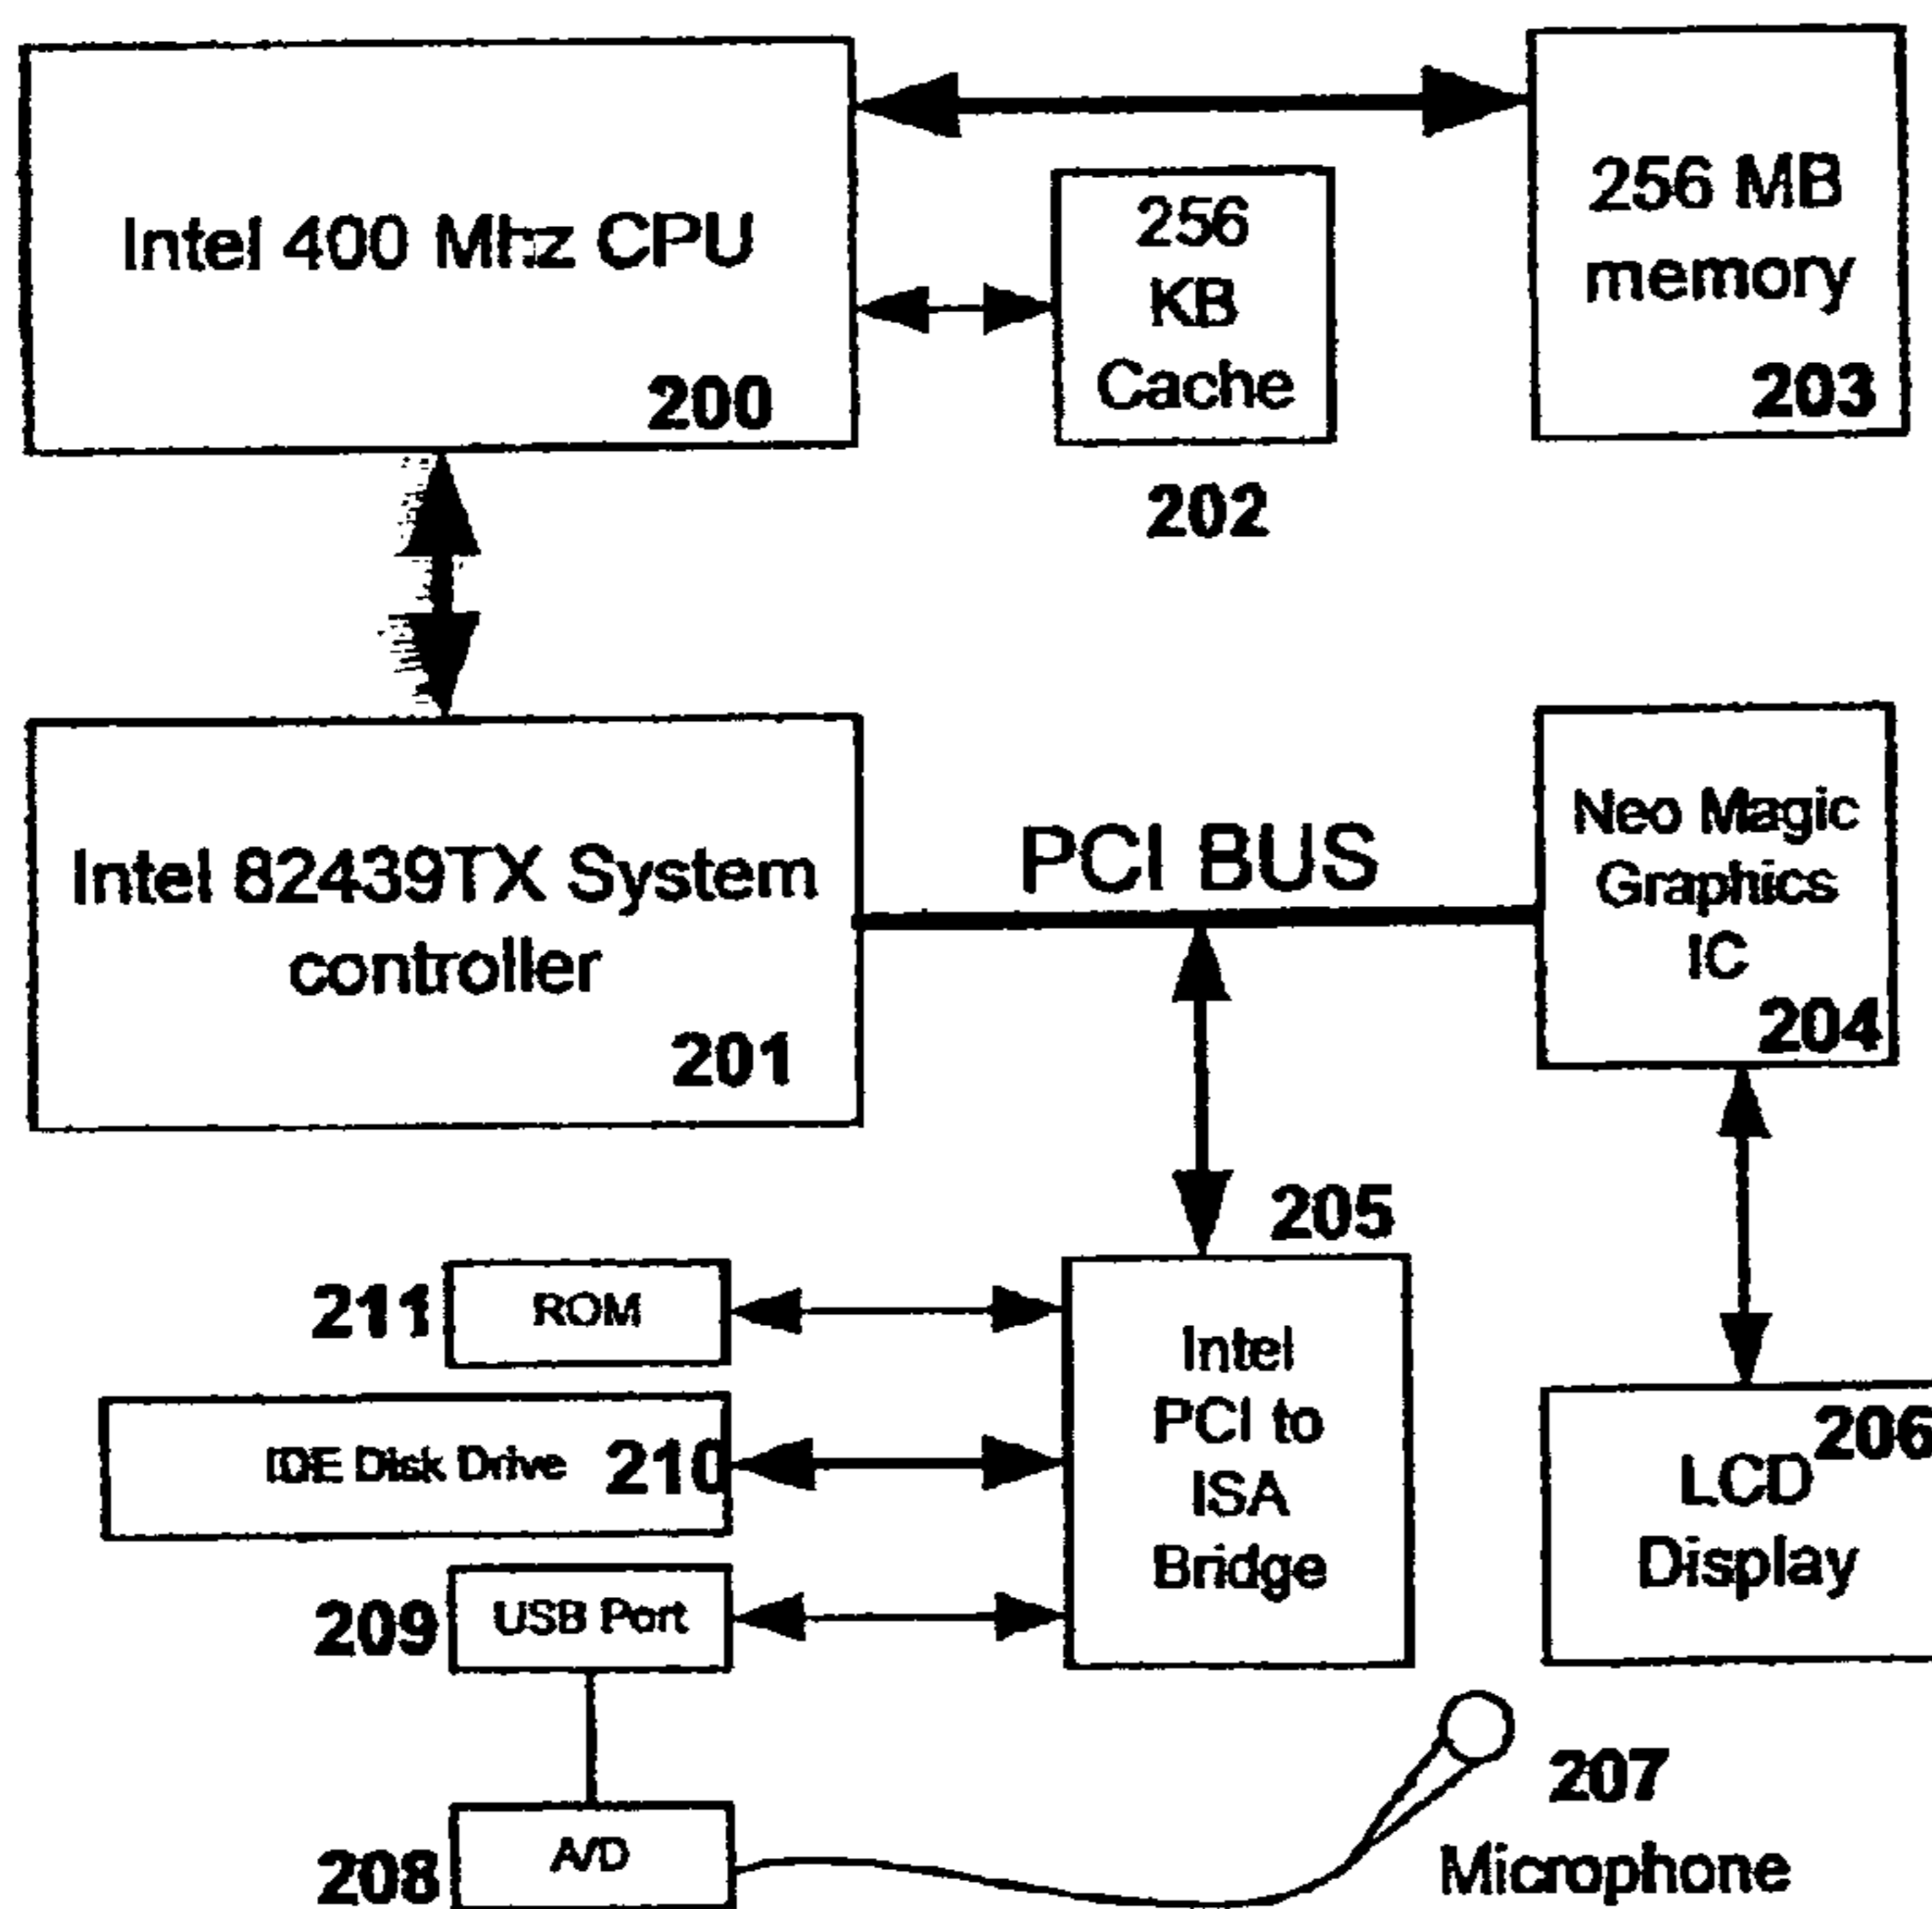 Intel 400 Mhz CPU
200
256
KB
Cache
202
256 MB
memory
203
Intel 82439TX System
controller
201
PCI BUS
Neo Magic
Graphics
IC
204
205
211
ROM
IDE Disk Drive 210
209
USB Port
208
A/D
Intel
PCI to
ISA
Bridge
206
LCD
Display
207
Microphone